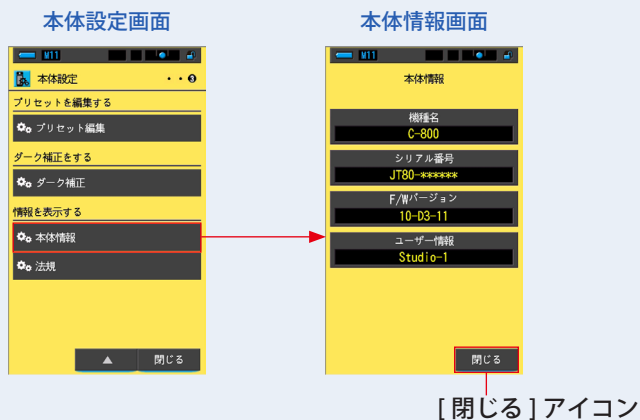 本体設定画面
M11
本体設定 ・・❸
プリセットを編集する
プリセット編集
ダーク補正をする
ダーク補正
情報を表示する
本体情報
法規
▲ 閉じる
本体情報画面
M11
本体情報
機種名
C-800
シリアル番号
JT80-******
F/Wバージョン
10-D3-11
ユーザー情報
Studio-1
閉じる
[ 閉じる ] アイコン